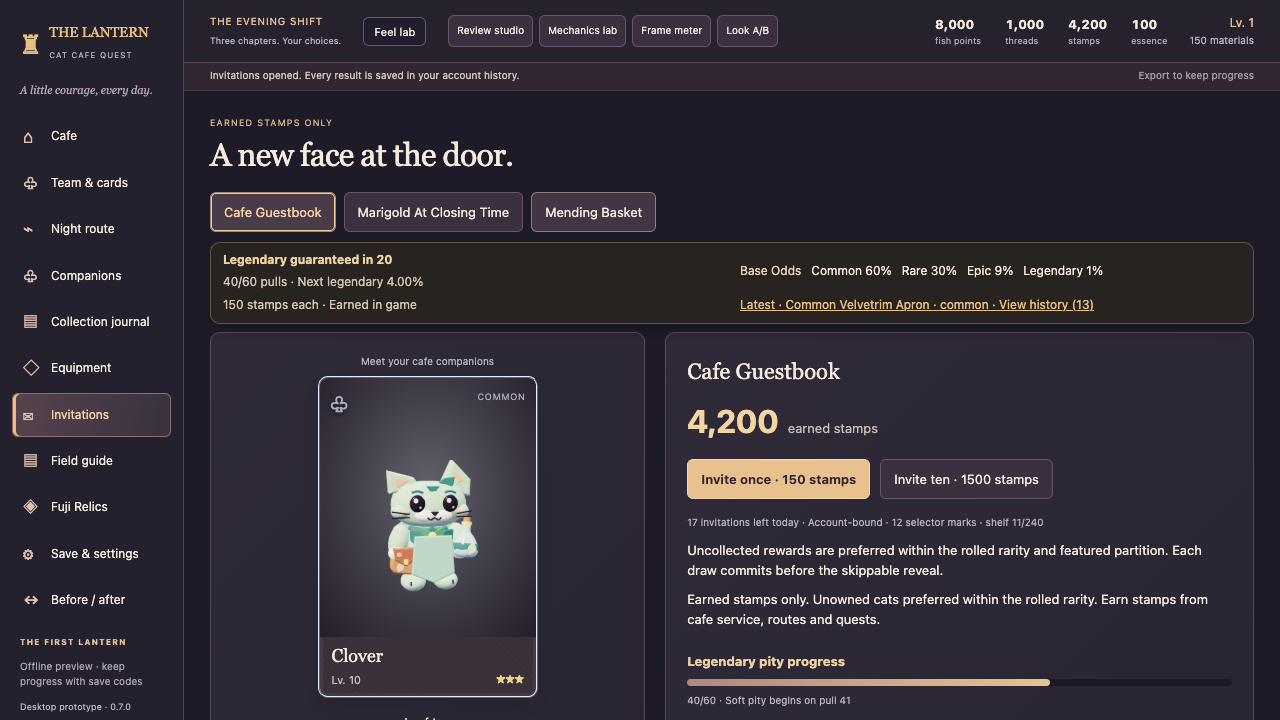 THE LANTERN
CAT CAFE QUEST
A little courage, every day.
Cafe
Team & cards
Night route
Companions
Collection journal
Equipment
Invitations
Field guide
Fuji Relics
Save & settings
Before / after
THE FIRST LANTERN
Offline preview · keep
progress with save codes
Desktop prototype · 0.7.0
THE EVENING SHIFT
Three chapters. Your choices.
Feel lab
Review studio
Mechanics lab
Frame meter
Look A/B
8,000
fish points
1,000
threads
4,200
stamps
100
essence
Lv. 1
150 materials
Invitations opened. Every result is saved in your account history.
Export to keep progress
EARNED STAMPS ONLY
A new face at the door.
Cafe Guestbook
Marigold At Closing Time
Mending Basket
Legendary guaranteed in 20
40/60 pulls · Next legendary 4.00%
150 stamps each · Earned in game
Base Odds Common 60% Rare 30% Epic 9% Legendary 1%
Latest · Common Velvetrim Apron · common · View history (13)
Meet your cafe companions
COMMON
Clover
Lv. 10
Cafe Guestbook
4,200 earned stamps
Invite once · 150 stamps
Invite ten · 1500 stamps
17 invitations left today · Account-bound · 12 selector marks · shelf 11/240
Uncollected rewards are preferred within the rolled rarity and featured partition. Each
draw commits before the skippable reveal.
Earned stamps only. Unowned cats preferred within the rolled rarity. Earn stamps from
cafe service, routes and quests.
Legendary pity progress
40/60 · Soft pity begins on pull 41